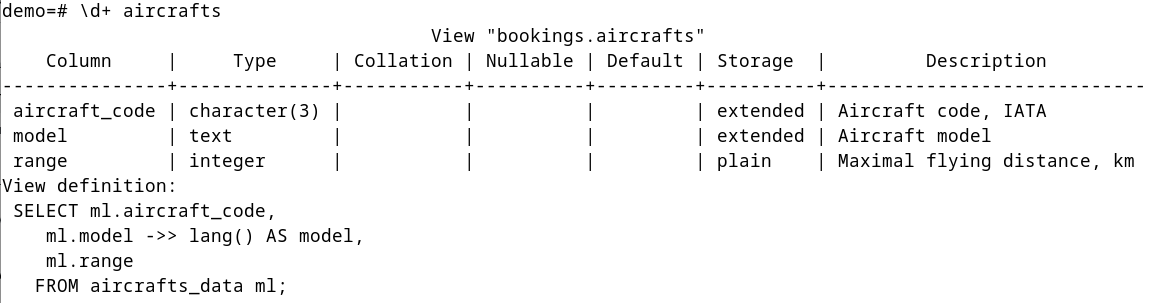 demo=# \d+ aircrafts
                                       View "bookings.aircrafts"
    Column     |     Type     | Collation | Nullable | Default | Storage  |         Description         
---------------+--------------+-----------+----------+---------+----------+-----------------------------
 aircraft_code | character(3) |           |          |         | extended | Aircraft code, IATA
 model         | text         |           |          |         | extended | Aircraft model
 range         | integer      |           |          |         | plain    | Maximal flying distance, km
View definition:
 SELECT ml.aircraft_code,
    ml.model ->> lang() AS model,
    ml.range
   FROM aircrafts_data ml;